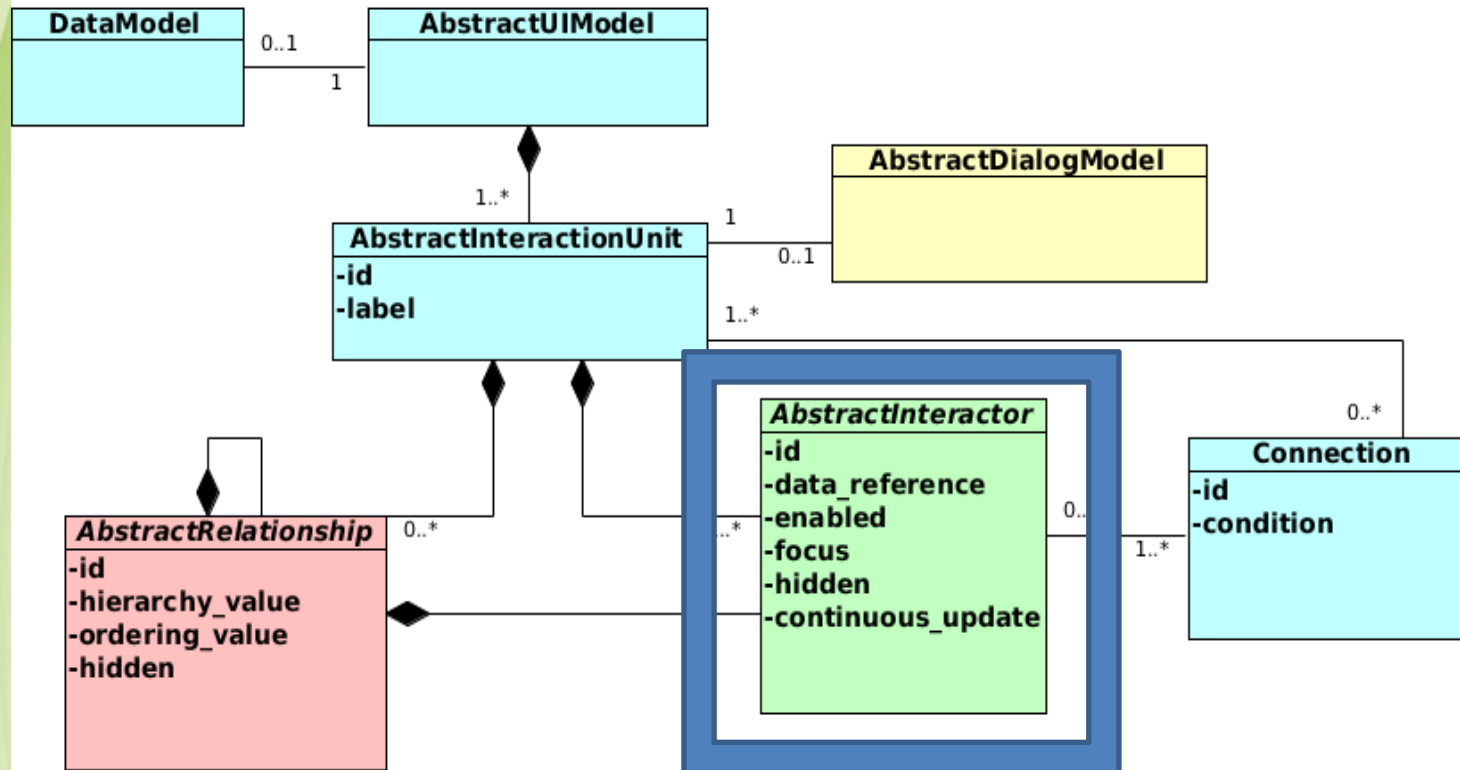 DataModel
0..1
1
AbstractUIModel
1..*
AbstractInteractionUnit
-id
-label
1
0..1
AbstractDialogModel
1..*
0..*
AbstractRelationship
-id
-hierarchy_value
-ordering_value
-hidden
0..*
..*
AbstractInteractor
-id
-data_reference
-enabled
-focus
-hidden
-continuous_update
0..
1..*
Connection
-id
-condition